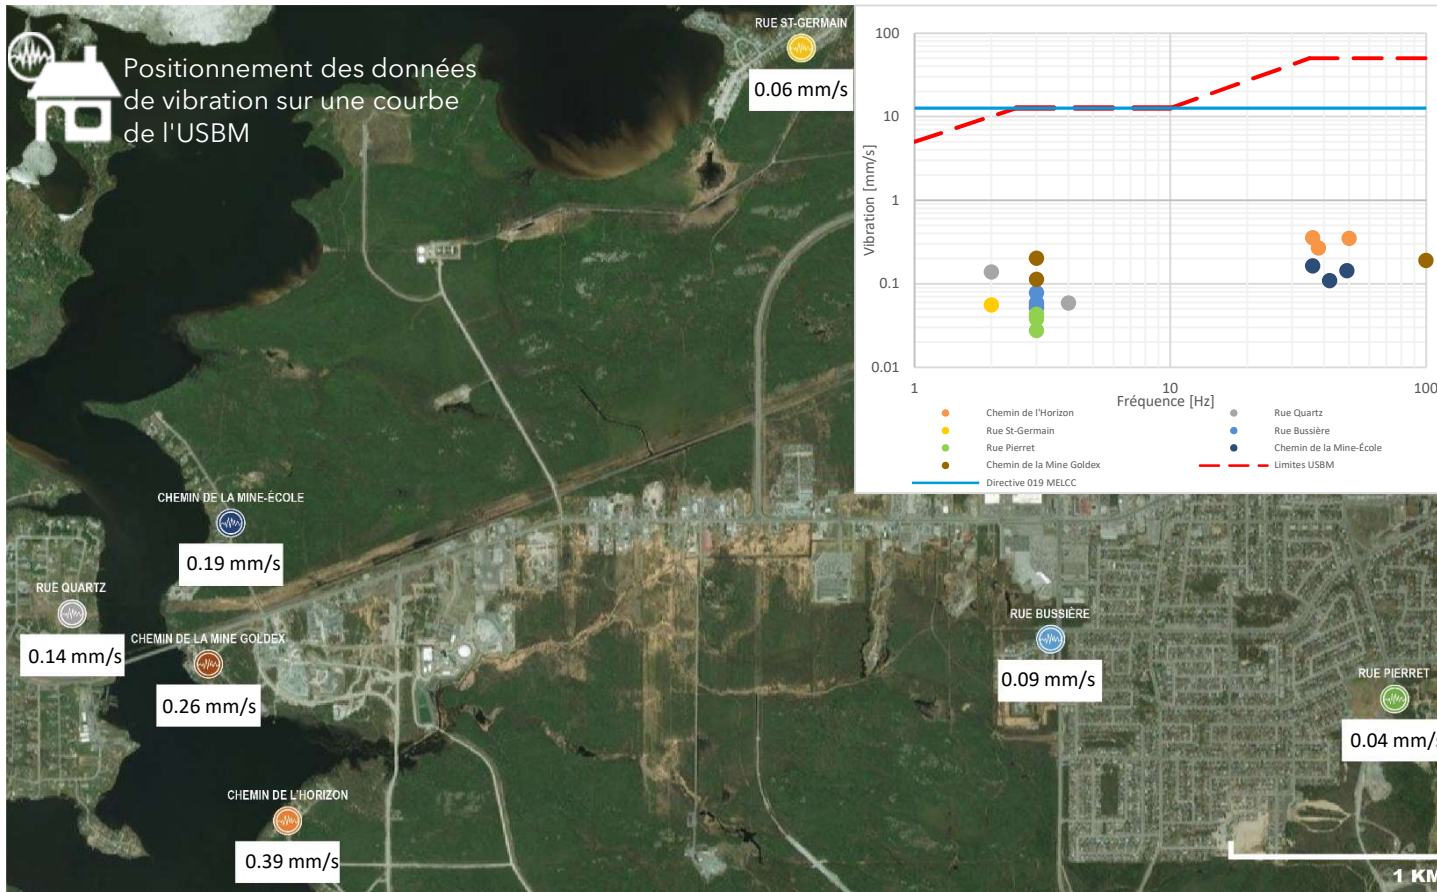 Positionnement des données
de vibration sur une courbe
de l'USBM
RUE ST-GERMAIN
0.06 mm/s
100
10
1
0.1
0.01
Vibration [mm/s]
1
10
100
Fréquence [Hz]
Chemin de l'Horizon
Rue Quartz
Rue St-Germain
Rue Bussière
Rue Pierret
Chemin de la Mine-École
Chemin de la Mine Goldex
Limites USBM
Directive 019 MELCC
CHEMIN DE LA MINE-ÉCOLE
0.19 mm/s
RUE QUARTZ
0.14 mm/s
CHEMIN DE LA MINE GOLDEX
0.26 mm/s
RUE BUSSIÈRE
0.09 mm/s
RUE PIERRET
0.04 mm/s
CHEMIN DE L'HORIZON
0.39 mm/s
1 KM